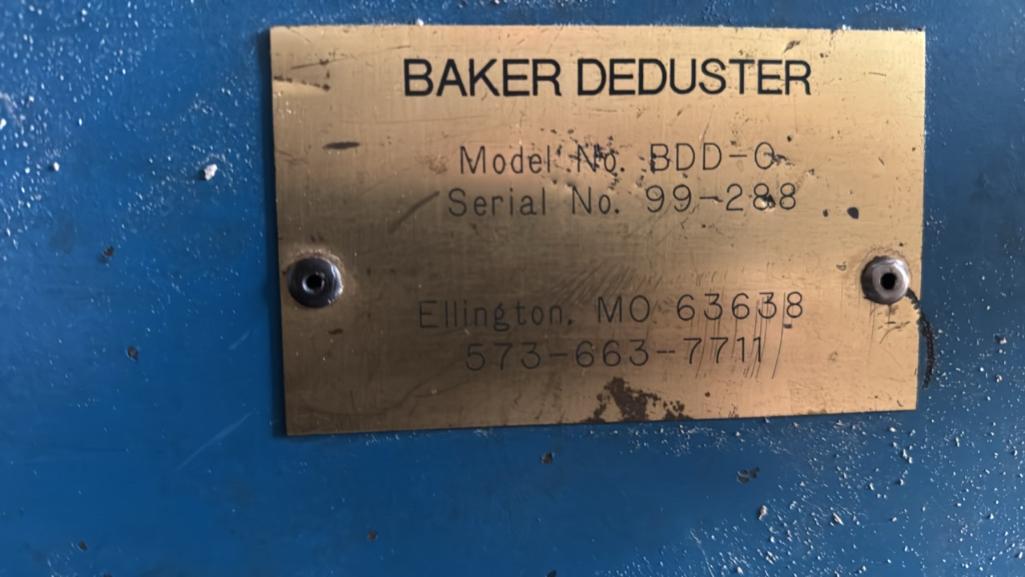 BAKER DEDUSTER
Model No. BDD-O
Serial No. 99-288
Ellington, MO 63638
573-663-7711